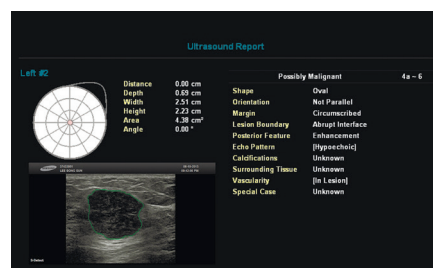 Ultrasound Report
Left #2
Distance 0.00 cm
Depth 0.69 cm
Width 2.51 cm
Height 2.23 cm
Area 4.38 cm²
Angle 0.00 °
Possibly Malignant 4a ~ 6
Shape Oval
Orientation Not Parallel
Margin Circumscribed
Lesion Boundary Abrupt Interface
Posterior Feature Enhancement
Echo Pattern [Hypoechoic]
Calcifications Unknown
Surrounding Tissue Unknown
Vascularity [In Lesion]
Special Case Unknown
S-Detect